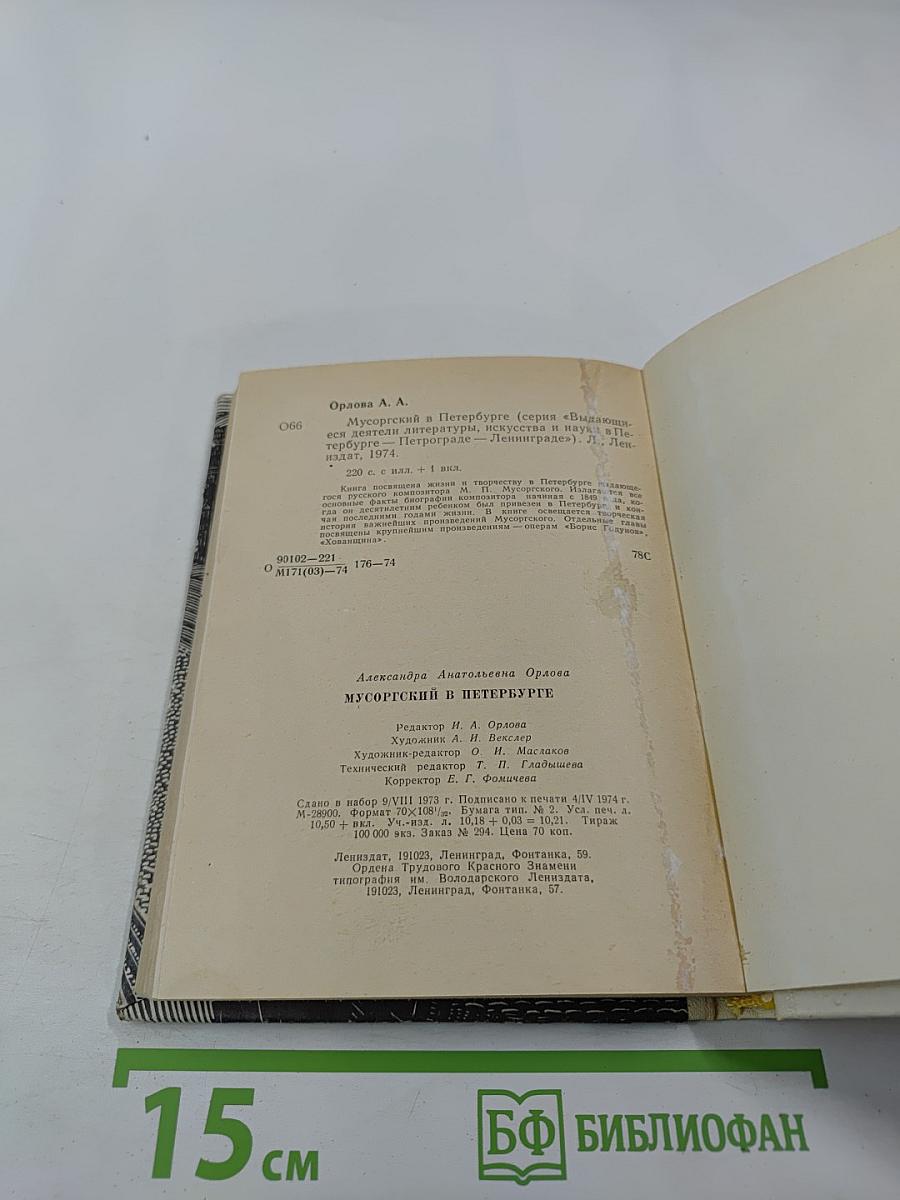 Орлова А. А.
О66
Мусоргский в Петербурге (серия «Выдающи-
еся деятели литературы, искусства и науки в Пе-
тербурге — Петрограде — Ленинграде»). Л., Лен-
издат, 1974.
220 с. с илл. + 1 вкл.
Книга посвящена жизни и творчеству в Петербурге выдающе-
гося русского композитора М. П. Мусоргского. Излагаются все
основные факты биографии композитора начиная с 1849 года, ко-
гда он десятилетним ребенком был привезен в Петербург, и кон-
чая последними годами жизни. В книге освещается творческая
история важнейших произведений Мусоргского. Отдельные главы
посвящены крупнейшим произведениям — операм «Борис Годунов»,
«Хованщина».
О 90102—221 / М171(03)—74 176—74 78С
Александра Анатольевна Орлова
МУСОРГСКИЙ В ПЕТЕРБУРГЕ
Редактор И. А. Орлова
Художник А. И. Векслер
Художник-редактор О. И. Маслаков
Технический редактор Т. П. Гладышева
Корректор Е. Г. Фомичева
Сдано в набор 9/VIII 1973 г. Подписано к печати 4/IV 1974 г.
М-28900. Формат 70×108¹/₃₂. Бумага тип. № 2. Усл. печ. л.
10,50 + вкл. Уч.-изд. л. 10,18 + 0,03 = 10,21. Тираж
100 000 экз. Заказ № 294. Цена 70 коп.
Лениздат, 191023, Ленинград, Фонтанка, 59.
Ордена Трудового Красного Знамени
типография им. Володарского Лениздата,
191023, Ленинград, Фонтанка, 57.
15 см
БФ БИБЛИОФАН